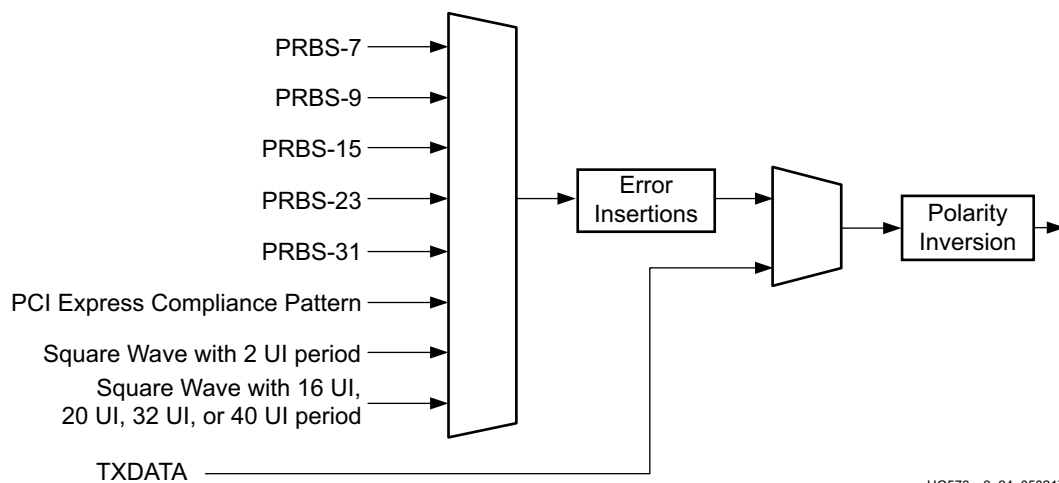 PRBS-7
PRBS-9
PRBS-15
PRBS-23
PRBS-31
PCI Express Compliance Pattern
Square Wave with 2 UI period
Square Wave with 16 UI,
20 UI, 32 UI, or 40 UI period
TXDATA
Error
Insertions
Polarity
Inversion